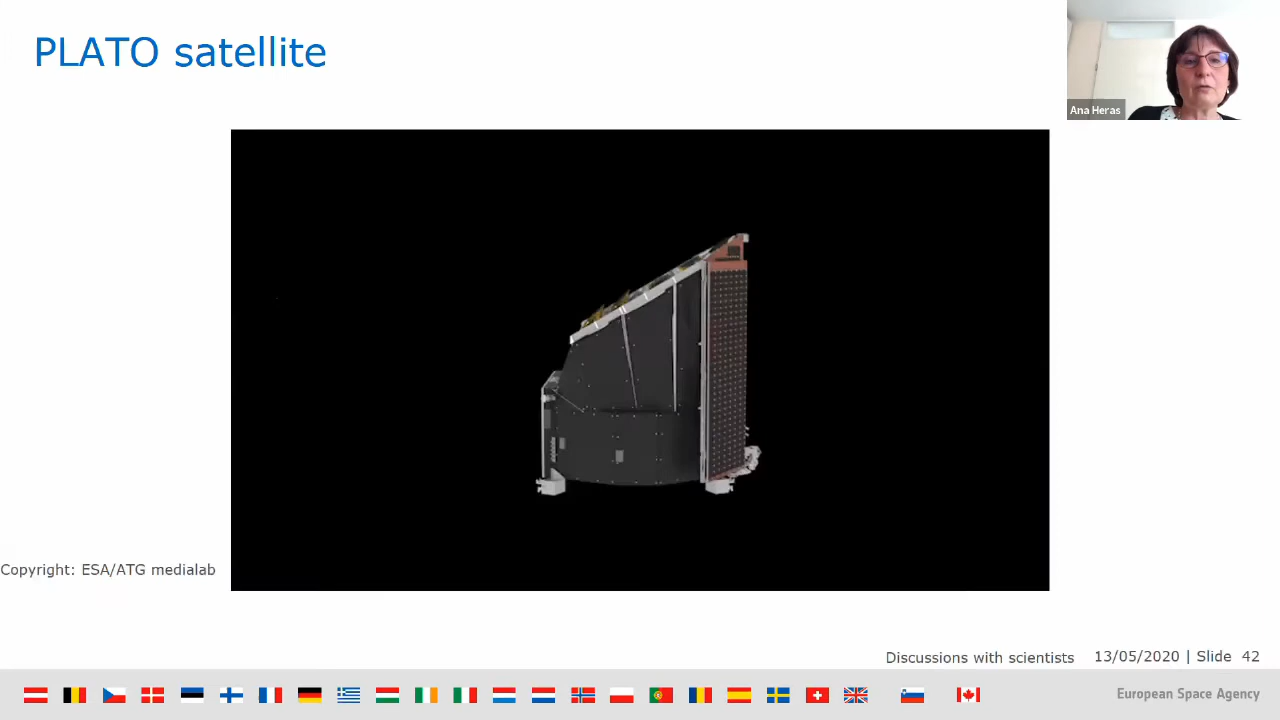 PLATO satellite
Ana Heras
Copyright: ESA/ATG medialab
Discussions with scientists 13/05/2020 | Slide 42
European Space Agency